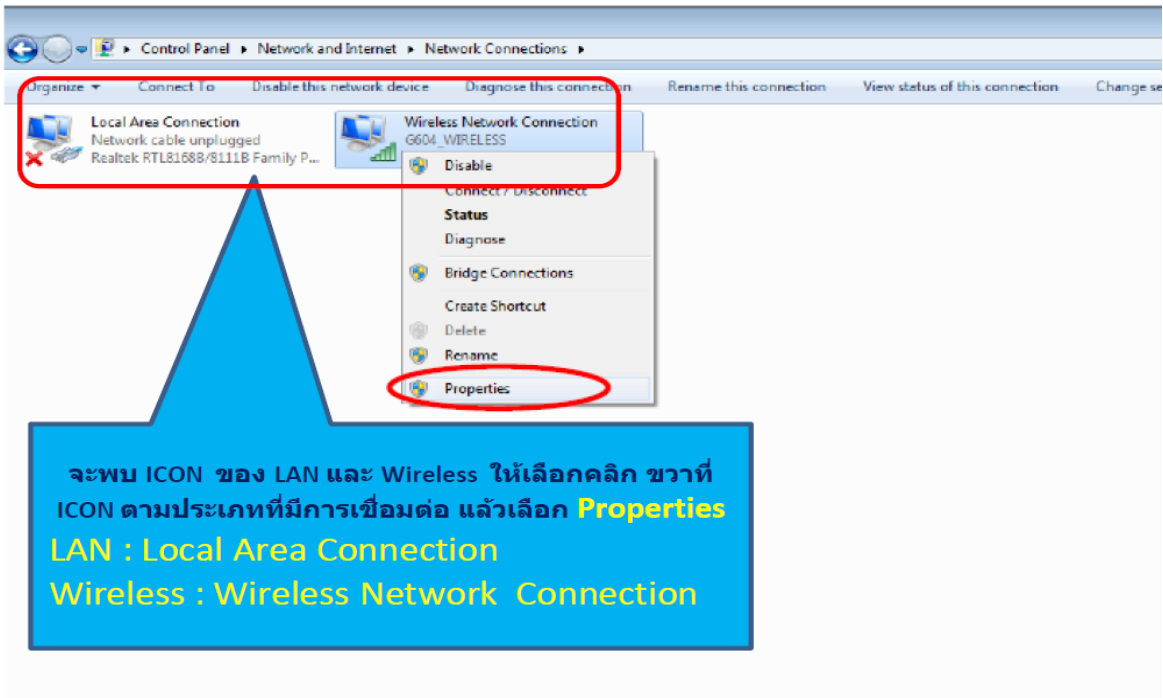 Control Panel ▸ Network and Internet ▸ Network Connections ▸
Organize Connect To Disable this network device Diagnose this connection Rename this connection View status of this connection Change se
Local Area Connection
Network cable unplugged
Realtek RTL8168B/8111B Family P...
Wireless Network Connection
G604_WIRELESS
Disable
Connect / Disconnect
Status
Diagnose
Bridge Connections
Create Shortcut
Delete
Rename
Properties
จะพบ ICON ของ LAN และ Wireless ให้เลือกคลิก ขวาที่
ICON ตามประเภทที่มีการเชื่อมต่อ แล้วเลือก Properties
LAN : Local Area Connection
Wireless : Wireless Network Connection